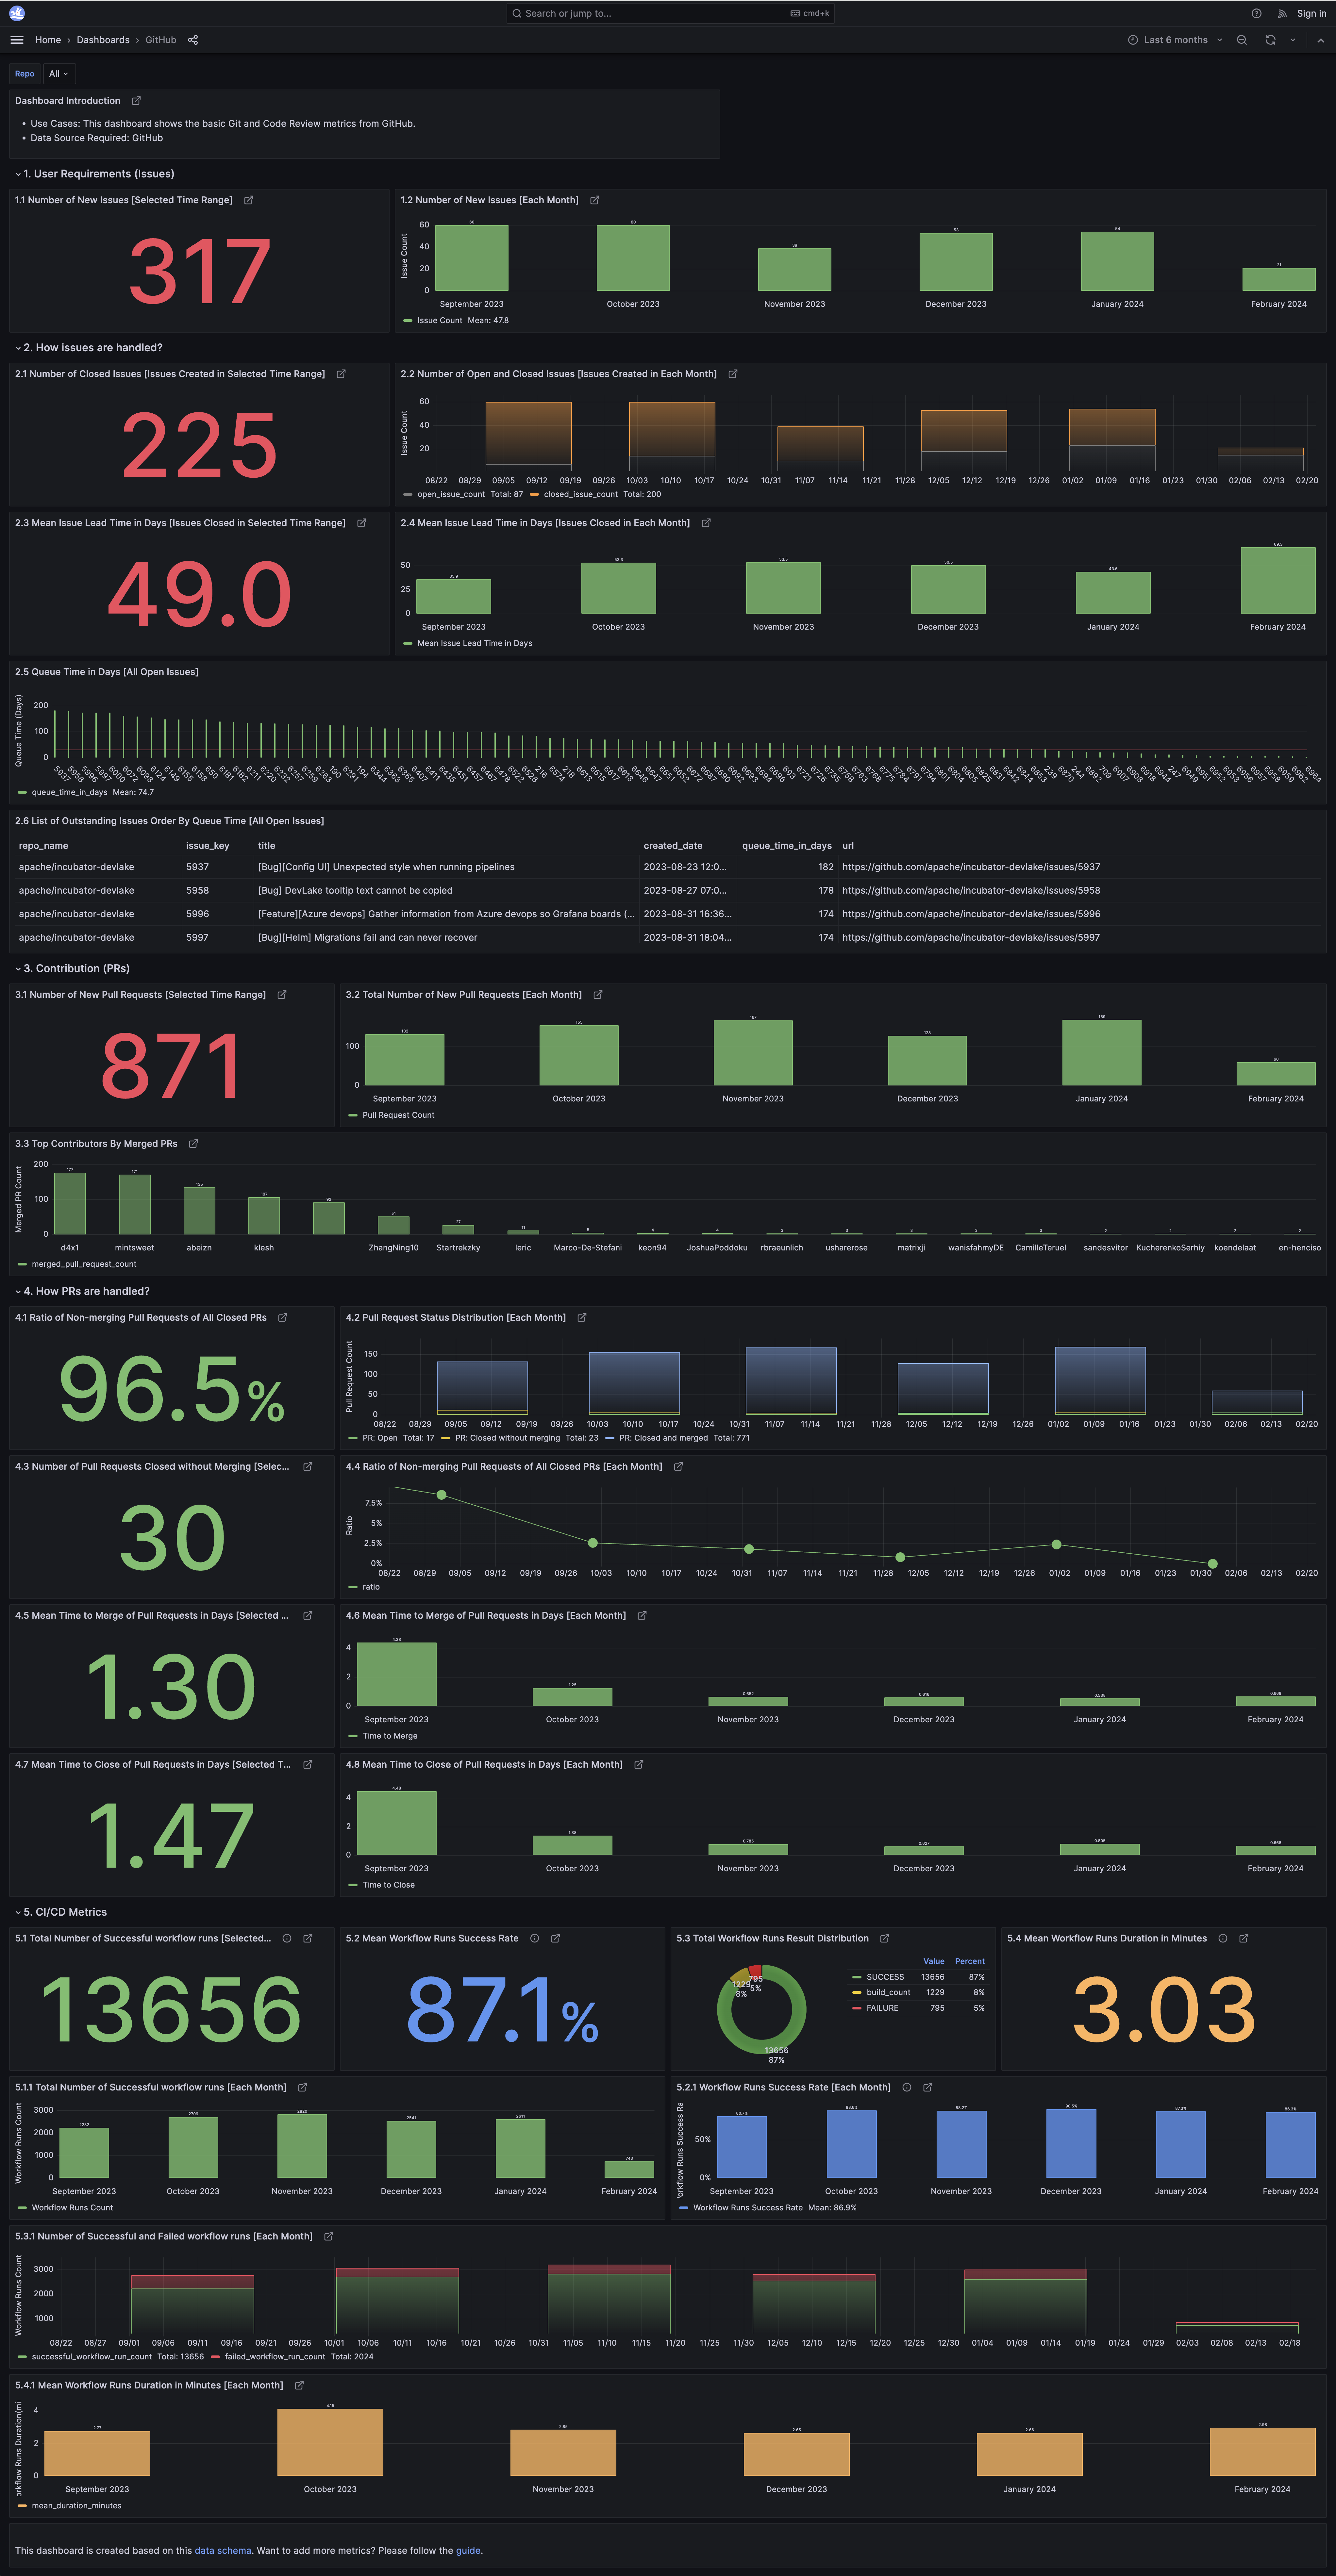 Search or jump to...
cmd+k
Sign in
Home › Dashboards › GitHub
Last 6 months
Repo
All
Dashboard Introduction
• Use Cases: This dashboard shows the basic Git and Code Review metrics from GitHub.
• Data Source Required: GitHub
1. User Requirements (Issues)
1.1 Number of New Issues [Selected Time Range]
317
1.2 Number of New Issues [Each Month]
Issue Count
60
40
20
0
60 60 39 53 54 21
September 2023 October 2023 November 2023 December 2023 January 2024 February 2024
Issue Count Mean: 47.8
2. How issues are handled?
2.1 Number of Closed Issues [Issues Created in Selected Time Range]
225
2.2 Number of Open and Closed Issues [Issues Created in Each Month]
Issue Count
60
40
20
08/22 08/29 09/05 09/12 09/19 09/26 10/03 10/10 10/17 10/24 10/31 11/07 11/14 11/21 11/28 12/05 12/12 12/19 12/26 01/02 01/09 01/16 01/23 01/30 02/06 02/13 02/20
open_issue_count Total: 87 closed_issue_count Total: 200
2.3 Mean Issue Lead Time in Days [Issues Closed in Selected Time Range]
49.0
2.4 Mean Issue Lead Time in Days [Issues Closed in Each Month]
50
25
0
53.3 53.5 43.6
September 2023 October 2023 November 2023 December 2023 January 2024 February 2024
Mean Issue Lead Time in Days
2.5 Queue Time in Days [All Open Issues]
Queue Time (Days)
200
100
0
queue_time_in_days Mean: 74.7
2.6 List of Outstanding Issues Order By Queue Time [All Open Issues]
repo_name issue_key title created_date queue_time_in_days url
apache/incubator-devlake 5937 [Bug][Config UI] Unexpected style when running pipelines 2023-08-23 12:0... 182 https://github.com/apache/incubator-devlake/issues/5937
apache/incubator-devlake 5958 [Bug] DevLake tooltip text cannot be copied 2023-08-27 07:0... 178 https://github.com/apache/incubator-devlake/issues/5958
apache/incubator-devlake 5996 [Feature][Azure devops] Gather information from Azure devops so Grafana boards (... 2023-08-31 16:36... 174 https://github.com/apache/incubator-devlake/issues/5996
apache/incubator-devlake 5997 [Bug][Helm] Migrations fail and can never recover 2023-08-31 18:04... 174 https://github.com/apache/incubator-devlake/issues/5997
3. Contribution (PRs)
3.1 Number of New Pull Requests [Selected Time Range]
871
3.2 Total Number of New Pull Requests [Each Month]
100
0
155 167 169 60
September 2023 October 2023 November 2023 December 2023 January 2024 February 2024
Pull Request Count
3.3 Top Contributors By Merged PRs
Merged PR Count
200
100
0
177 171 135 107 92 51 27 11
d4x1 mintsweet abeizn klesh ZhangNing10 Startrekzky leric Marco-De-Stefani keon94 JoshuaPoddoku rbraeunlich usharerose matrixji wanisfahmyDE CamilleTeruel sandesvitor KucherenkoSerhiy koendelaat en-henciso
merged_pull_request_count
4. How PRs are handled?
4.1 Ratio of Non-merging Pull Requests of All Closed PRs
96.5%
4.2 Pull Request Status Distribution [Each Month]
Pull Request Count
150
100
50
0
08/22 08/29 09/05 09/12 09/19 09/26 10/03 10/10 10/17 10/24 10/31 11/07 11/14 11/21 11/28 12/05 12/12 12/19 12/26 01/02 01/09 01/16 01/23 01/30 02/06 02/13 02/20
PR: Open Total: 17 PR: Closed without merging Total: 23 PR: Closed and merged Total: 771
4.3 Number of Pull Requests Closed without Merging [Selec...
30
4.4 Ratio of Non-merging Pull Requests of All Closed PRs [Each Month]
Ratio
7.5%
5%
2.5%
0%
08/22 08/29 09/05 09/12 09/19 09/26 10/03 10/10 10/17 10/24 10/31 11/07 11/14 11/21 11/28 12/05 12/12 12/19 12/26 01/02 01/09 01/16 01/23 01/30 02/06 02/13 02/20
ratio
4.5 Mean Time to Merge of Pull Requests in Days [Selected ...
1.30
4.6 Mean Time to Merge of Pull Requests in Days [Each Month]
4
2
0
September 2023 October 2023 November 2023 December 2023 January 2024 February 2024
Time to Merge
4.7 Mean Time to Close of Pull Requests in Days [Selected T...
1.47
4.8 Mean Time to Close of Pull Requests in Days [Each Month]
4
2
0
September 2023 October 2023 November 2023 December 2023 January 2024 February 2024
Time to Close
5. CI/CD Metrics
5.1 Total Number of Successful workflow runs [Selected...
13656
5.2 Mean Workflow Runs Success Rate
87.1%
5.3 Total Workflow Runs Result Distribution
795
5%
1229
8%
13656
87%
Value Percent
SUCCESS 13656 87%
build_count 1229 8%
FAILURE 795 5%
5.4 Mean Workflow Runs Duration in Minutes
3.03
5.1.1 Total Number of Successful workflow runs [Each Month]
Workflow Runs Count
3000
2000
1000
0
September 2023 October 2023 November 2023 December 2023 January 2024 February 2024
Workflow Runs Count
5.2.1 Workflow Runs Success Rate [Each Month]
orkflow Runs Success Ra
50%
0%
September 2023 October 2023 November 2023 December 2023 January 2024 February 2024
Workflow Runs Success Rate Mean: 86.9%
5.3.1 Number of Successful and Failed workflow runs [Each Month]
Workflow Runs Count
3000
2000
1000
08/22 08/27 09/01 09/06 09/11 09/16 09/21 09/26 10/01 10/06 10/11 10/16 10/21 10/26 10/31 11/05 11/10 11/15 11/20 11/25 11/30 12/05 12/10 12/15 12/20 12/25 12/30 01/04 01/09 01/14 01/19 01/24 01/29 02/03 02/08 02/13 02/18
successful_workflow_run_count Total: 13656 failed_workflow_run_count Total: 2024
5.4.1 Mean Workflow Runs Duration in Minutes [Each Month]
orkflow Runs Duration(mi
4
2
0
2.77 4.15
September 2023 October 2023 November 2023 December 2023 January 2024 February 2024
mean_duration_minutes
This dashboard is created based on this data schema. Want to add more metrics? Please follow the guide.